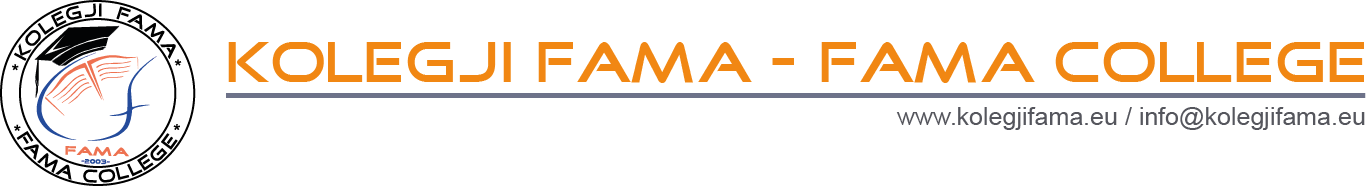 *KOLEGJI FAMA*
FAMA
-2003-
*FAMA COLLEGE*
KOLEGJI FAMA - FAMA COLLEGE
www.kolegjifama.eu / info@kolegjifama.eu